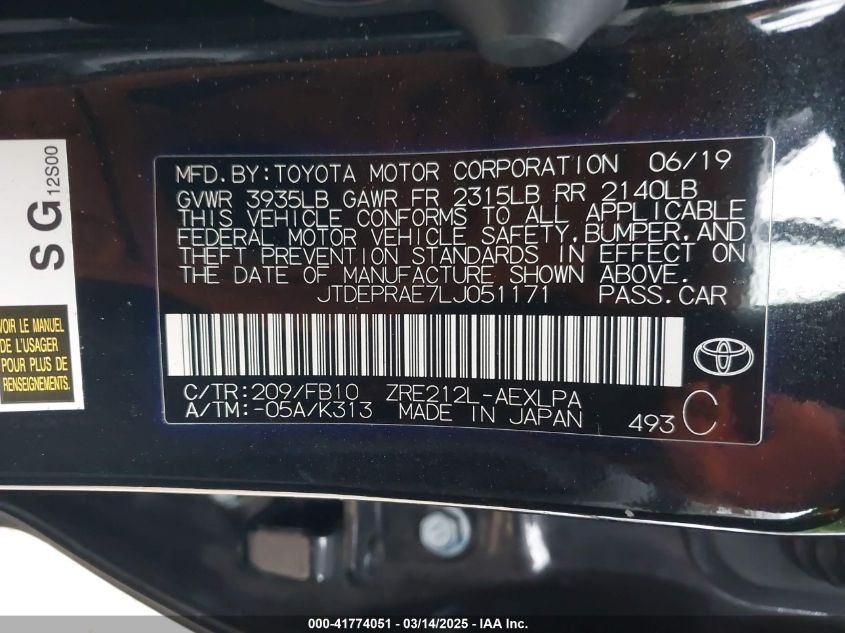 MFD. BY: TOYOTA MOTOR CORPORATION 06/19
GVWR 3935LB GAWR FR 2315LB RR 2140LB
THIS VEHICLE CONFORMS TO ALL APPLICABLE
FEDERAL MOTOR VEHICLE SAFETY, BUMPER, AND
THEFT PREVENTION STANDARDS IN EFFECT ON
THE DATE OF MANUFACTURE SHOWN ABOVE.
JTDEPRAE7LJ051171 PASS. CAR
C/TR: 209/FB10 ZRE212L-AEXLPA
A/TM: -05A/K313 MADE IN JAPAN 493 C
SG 12S00
VOIR LE MANUEL
DE L'USAGER
POUR PLUS DE
RENSEIGNEMENTS.
000-41774051 / 03/14/2025 - IAA Inc.